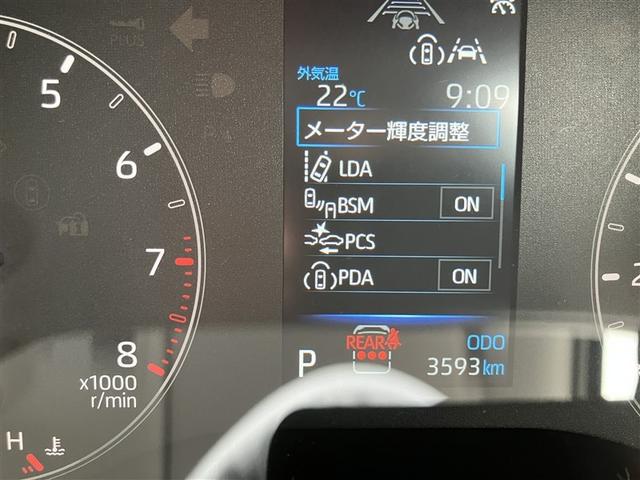 PLUS
5
6
7
8
x1000
r/min
H
外気温
22℃ 9:09
メーター輝度調整
LDA
BSM ON
PCS
PDA ON
REAR
P
ODO
3593km
2